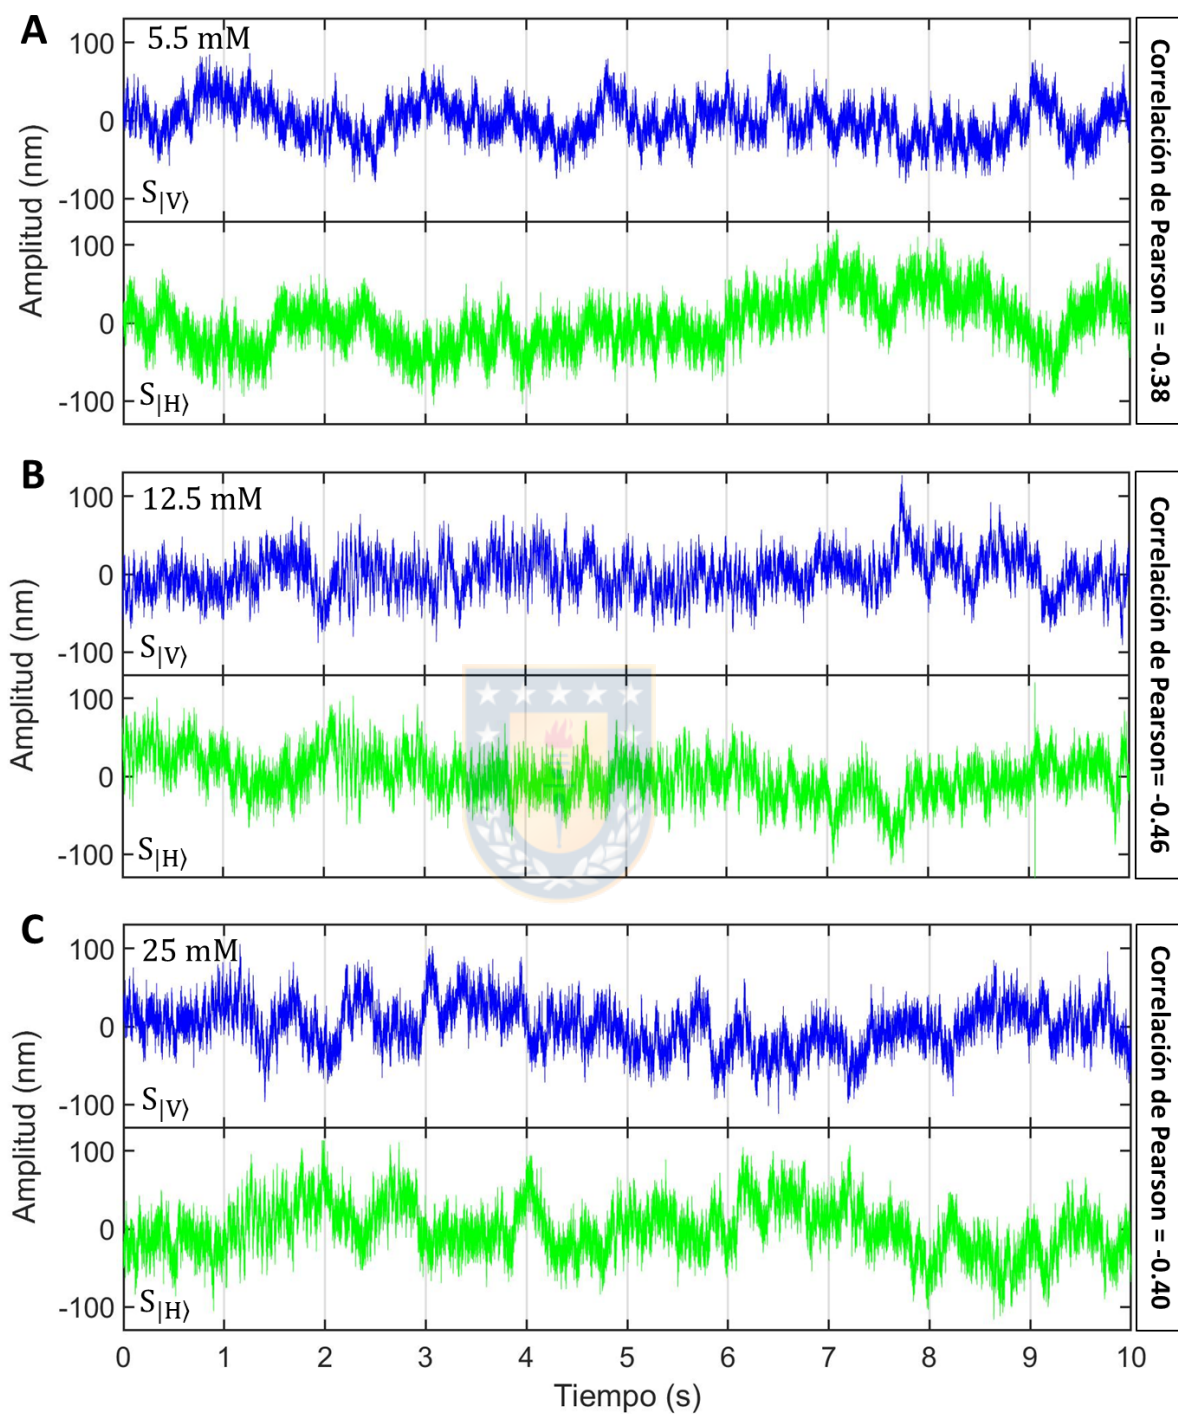 A
5.5 mM
100
0
-100
S|V⟩
100
0
-100
S|H⟩
Amplitud (nm)
Correlación de Pearson = -0.38
B
12.5 mM
100
0
-100
S|V⟩
100
0
-100
S|H⟩
Amplitud (nm)
Correlación de Pearson= -0.46
C
25 mM
100
0
-100
S|V⟩
100
0
-100
S|H⟩
Amplitud (nm)
Correlación de Pearson = -0.40
0 1 2 3 4 5 6 7 8 9 10
Tiempo (s)